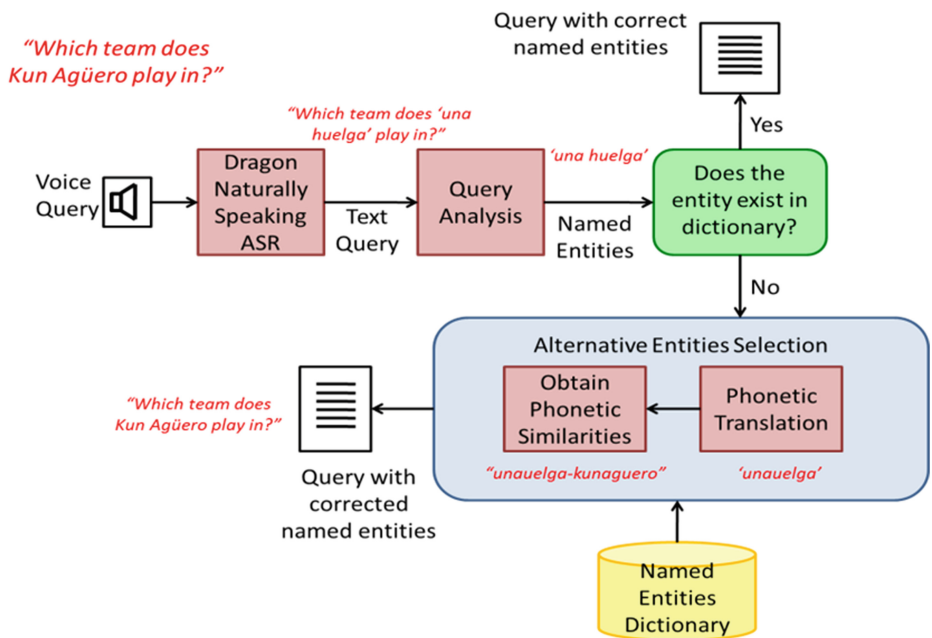 “Which team does
Kun Agüero play in?”
Query with correct
named entities
Yes
“Which team does ‘una
huelga’ play in?”
‘una huelga’
Voice
Query
Dragon
Naturally
Speaking
ASR
Text
Query
Query
Analysis
Named
Entities
Does the
entity exist in
dictionary?
No
Alternative Entities Selection
Obtain
Phonetic
Similarities
Phonetic
Translation
“unauelga-kunaguero”
‘unauelga’
“Which team does
Kun Agüero play in?”
Query with
corrected
named entities
Named
Entities
Dictionary